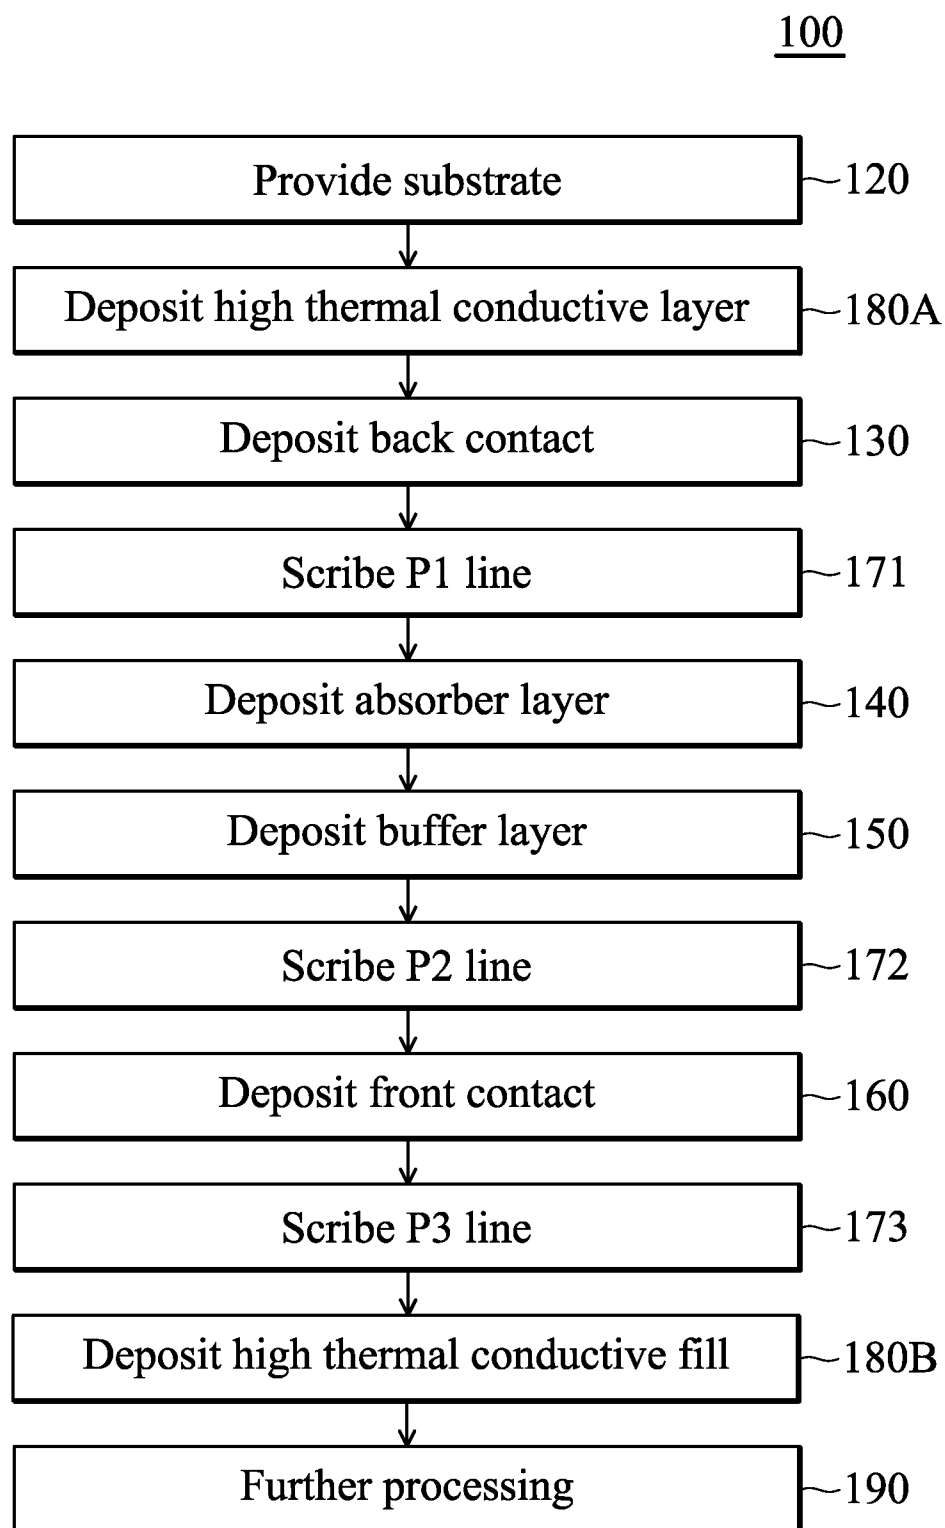 100
Provide substrate 120
Deposit high thermal conductive layer 180A
Deposit back contact 130
Scribe P1 line 171
Deposit absorber layer 140
Deposit buffer layer 150
Scribe P2 line 172
Deposit front contact 160
Scribe P3 line 173
Deposit high thermal conductive fill 180B
Further processing 190